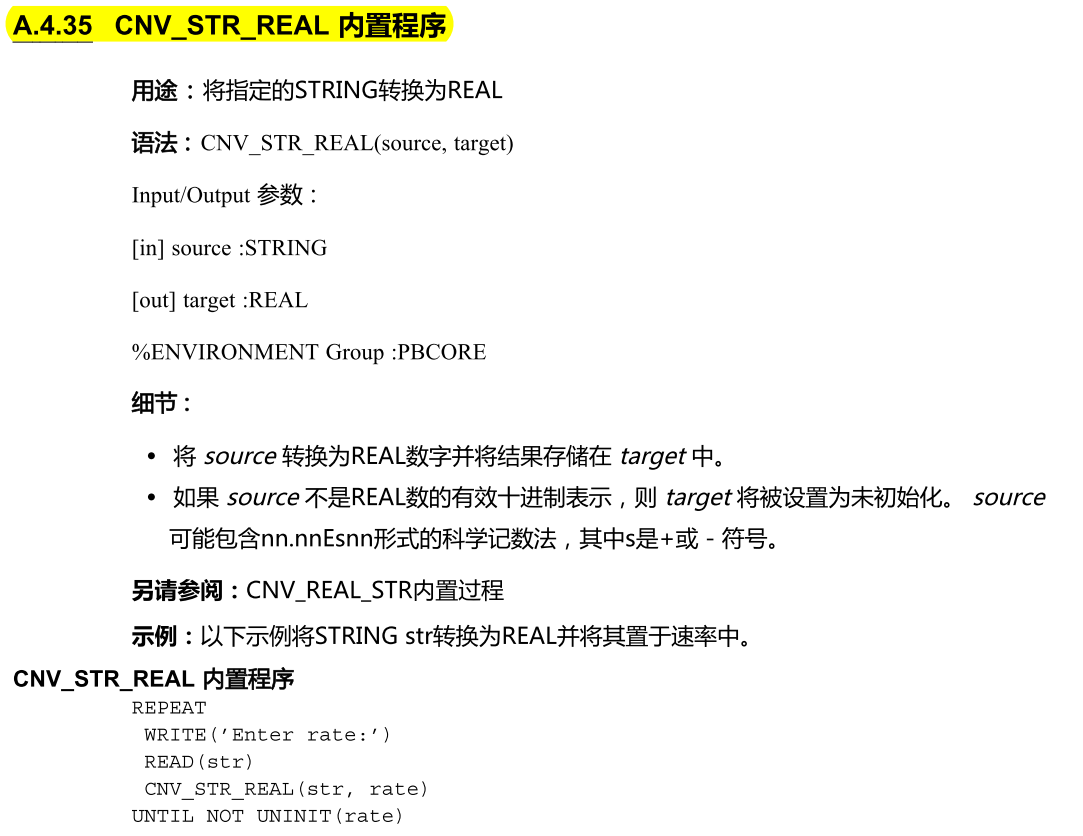 A.4.35 CNV_STR_REAL 内置程序
用途：将指定的STRING转换为REAL
语法：CNV_STR_REAL(source, target)
Input/Output 参数：
[in] source :STRING
[out] target :REAL
%ENVIRONMENT Group :PBCORE
细节：
• 将 source 转换为REAL数字并将结果存储在 target 中。
• 如果 source 不是REAL数的有效十进制表示，则 target 将被设置为未初始化。 source
可能包含nn.nnEsnn形式的科学记数法，其中s是+或 - 符号。
另请参阅：CNV_REAL_STR内置过程
示例：以下示例将STRING str转换为REAL并将其置于速率中。
CNV_STR_REAL 内置程序
REPEAT
WRITE(’Enter rate:’)
READ(str)
CNV_STR_REAL(str, rate)
UNTIL NOT UNINIT(rate)